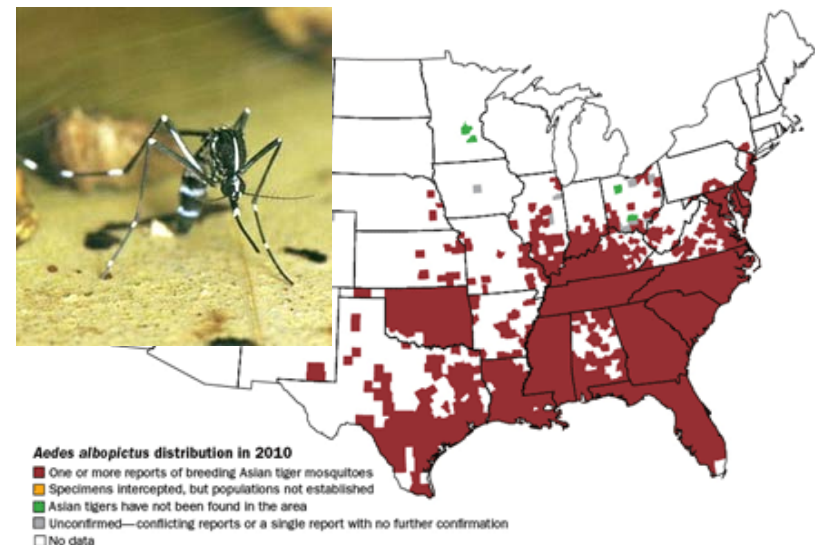 Aedes albopictus distribution in 2010
One or more reports of breeding Asian tiger mosquitoes
Specimens intercepted, but populations not established
Asian tigers have not been found in the area
Unconfirmed—conflicting reports or a single report with no further confirmation
No data